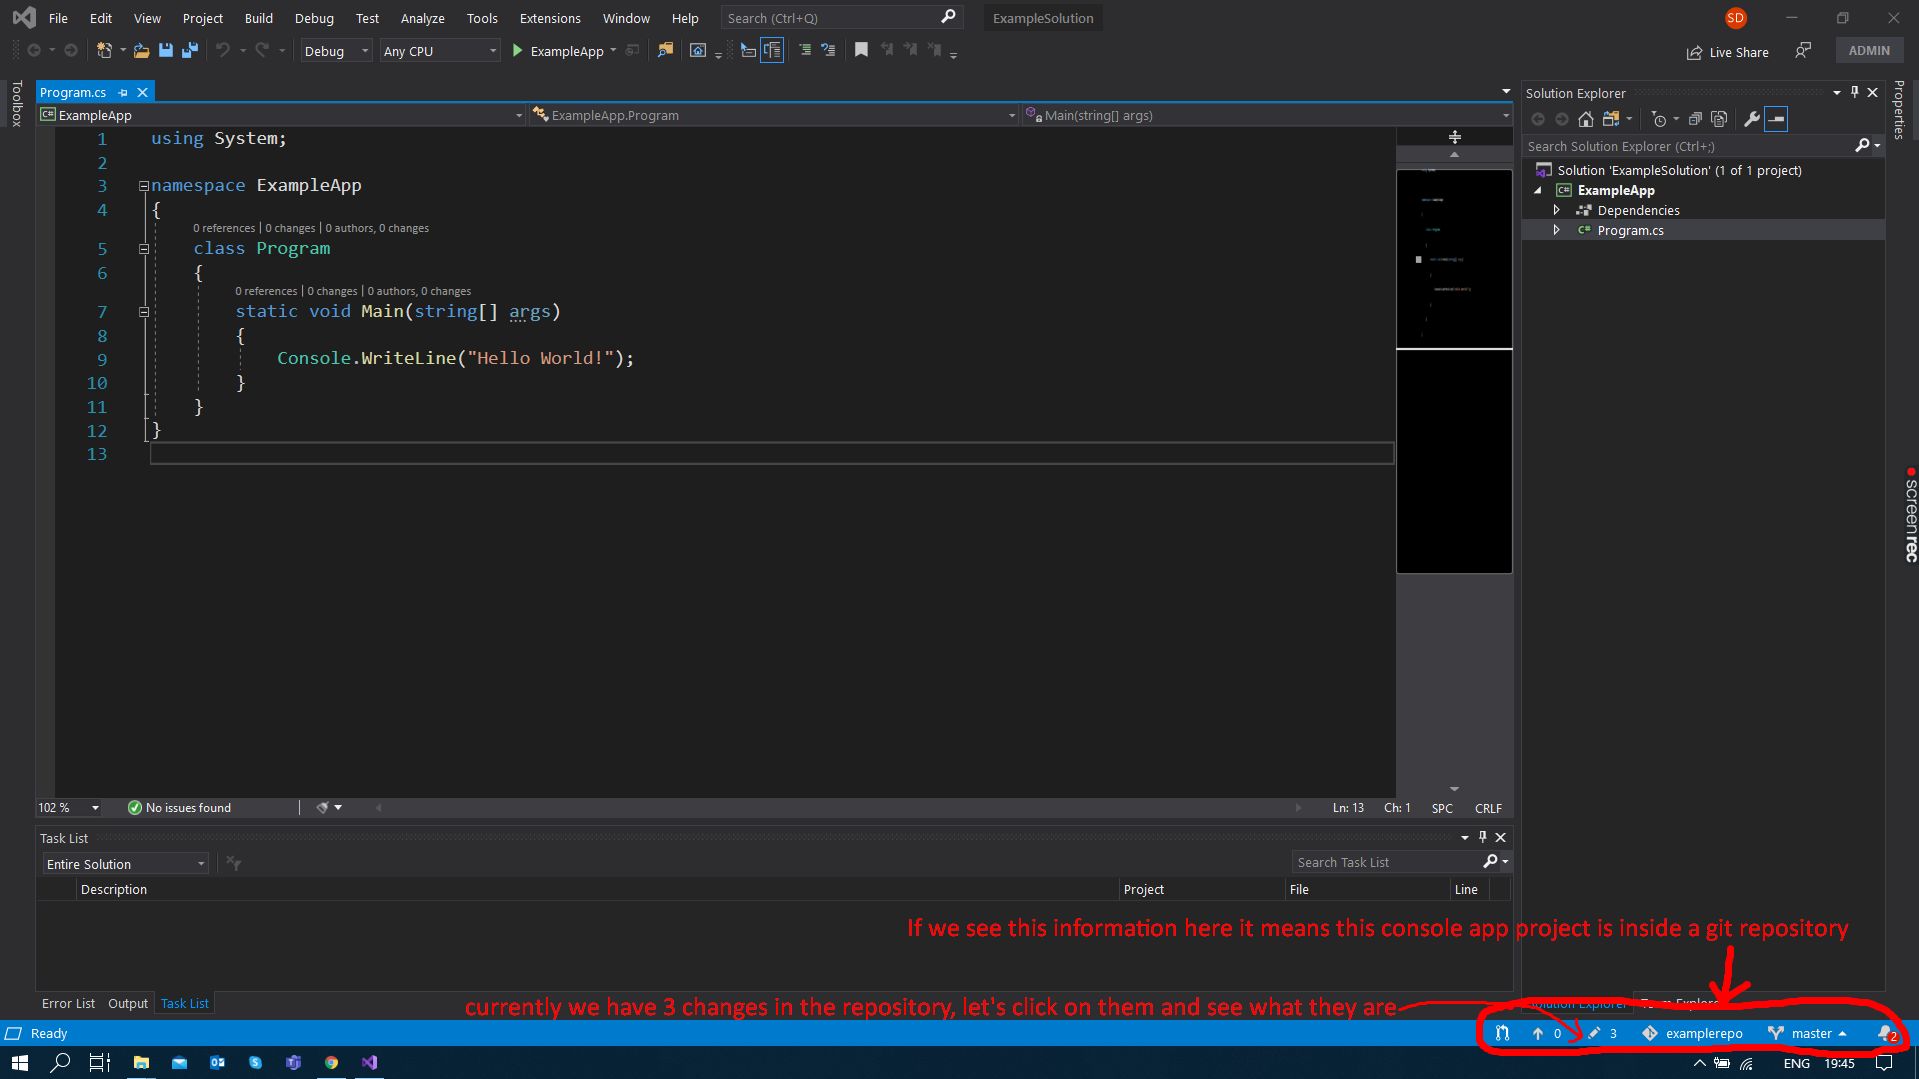 File Edit View Project Build Debug Test Analyze Tools Extensions Window Help Search (Ctrl+Q) ExampleSolution SD
Debug Any CPU ExampleApp Live Share ADMIN
Toolbox
Program.cs
ExampleApp ExampleApp.Program Main(string[] args)
1 using System;
2
3 namespace ExampleApp
4 {
0 references | 0 changes | 0 authors, 0 changes
5 class Program
6 {
0 references | 0 changes | 0 authors, 0 changes
7 static void Main(string[] args)
8 {
9 Console.WriteLine("Hello World!");
10 }
11 }
12 }
13
102 % No issues found Ln: 13 Ch: 1 SPC CRLF
Solution Explorer
Search Solution Explorer (Ctrl+;)
Solution 'ExampleSolution' (1 of 1 project)
C# ExampleApp
Dependencies
C# Program.cs
Properties
screenrec
Task List
Entire Solution Search Task List
Description Project File Line
If we see this information here it means this console app project is inside a git repository
Error List Output Task List
currently we have 3 changes in the repository, let's click on them and see what they are
Solution Explorer Team Explorer
Ready 0 3 examplerepo master 2
ENG 19:45